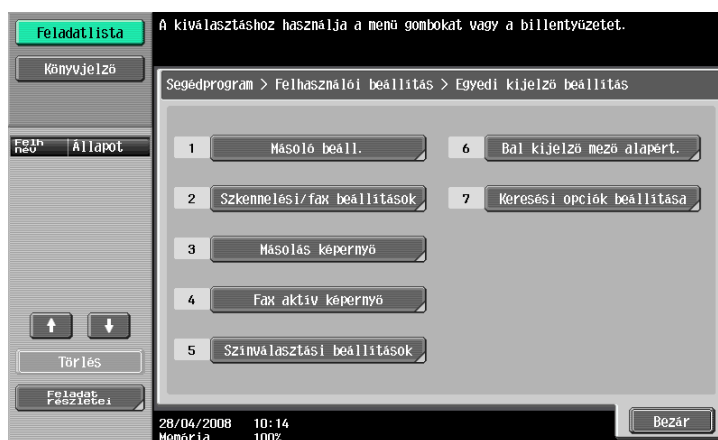 Feladatlista
Könyvjelző
Felh név Állapot
Törlés
Feladat részletei
A kiválasztáshoz használja a menü gombokat vagy a billentyűzetet.
Segédprogram > Felhasználói beállítás > Egyedi kijelző beállítás
1 Másoló beáll.
2 Szkennelési/fax beállítások
3 Másolás képernyő
4 Fax aktív képernyő
5 Színválasztási beállítások
6 Bal kijelző mező alapért.
7 Keresési opciók beállítása
28/04/2008 10:14
Memória 100%
Bezár